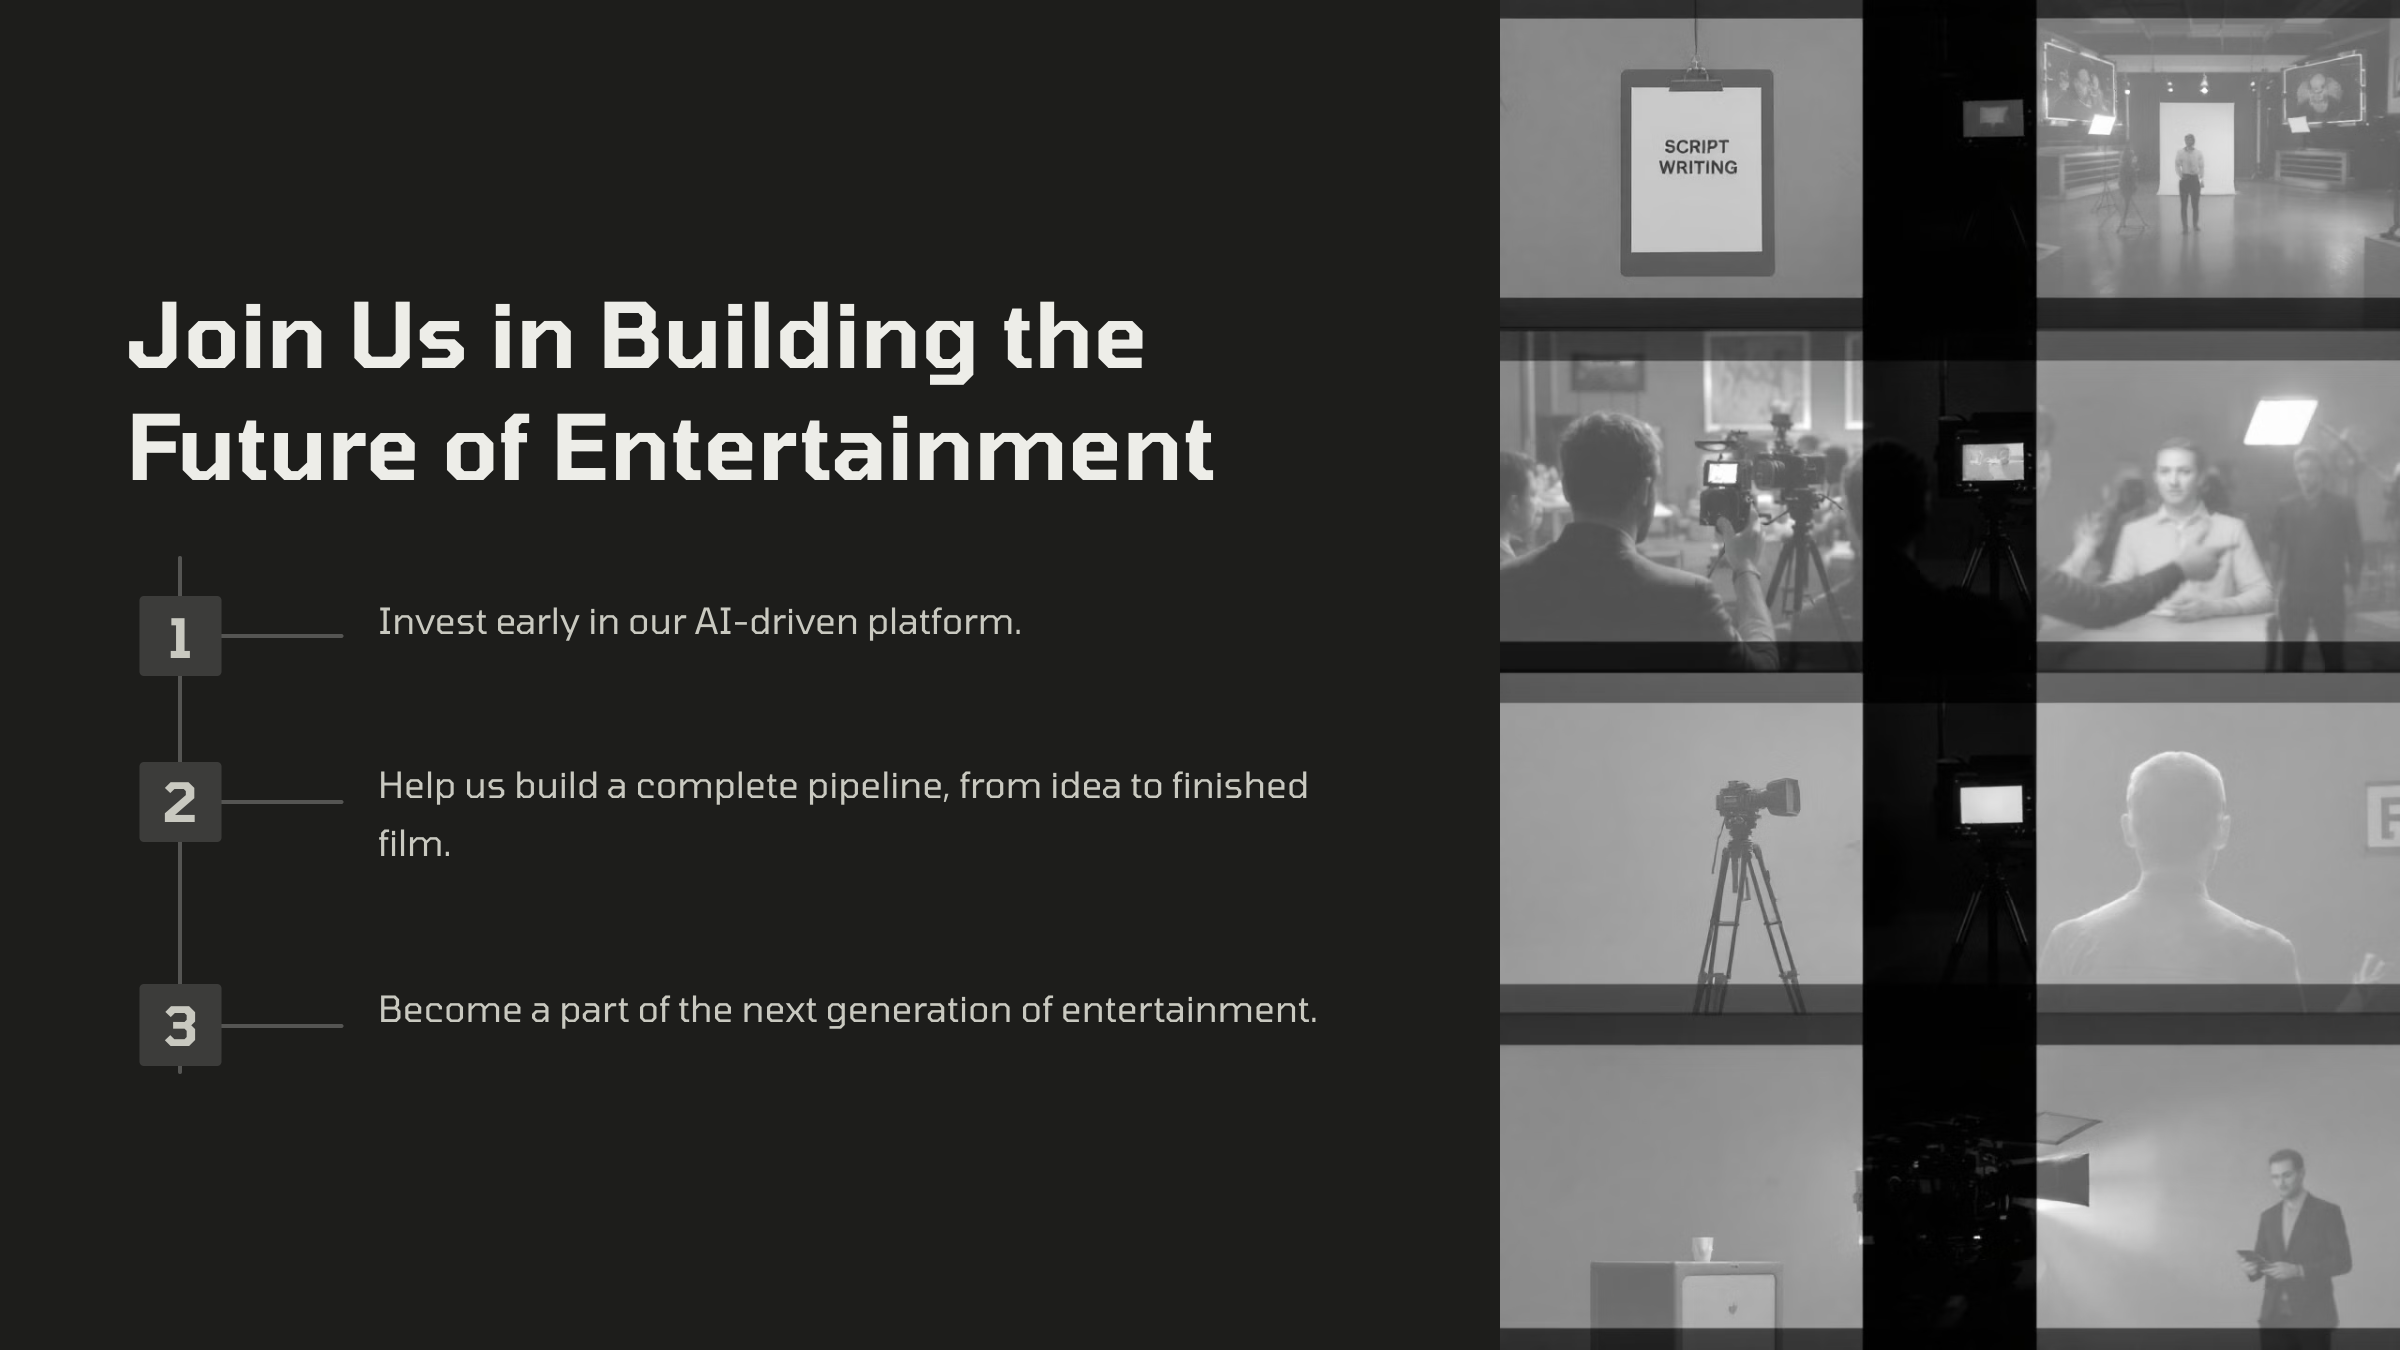 Join Us in Building the
Future of Entertainment
1
Invest early in our AI-driven platform.
2
Help us build a complete pipeline, from idea to finished
film.
3
Become a part of the next generation of entertainment.
SCRIPT
WRITING